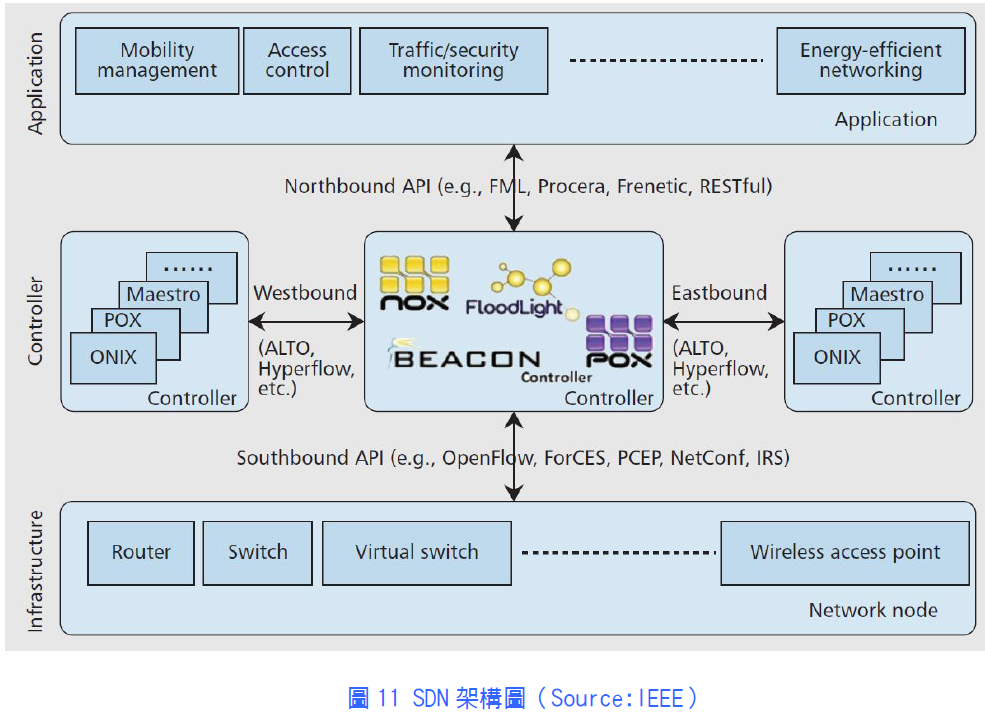 Application
Mobility
management
Access
control
Traffic/security
monitoring
Energy-efficient
networking
Application
Northbound API (e.g., FML, Procera, Frenetic, RESTful)
Controller
......
Maestro
POX
ONIX
Controller
Westbound
(ALTO,
Hyperflow,
etc.)
nox
FloodLight
BEACON
POX
Controller
Controller
Eastbound
(ALTO,
Hyperflow,
etc.)
......
Maestro
POX
ONIX
Controller
Southbound API (e.g., OpenFlow, ForCES, PCEP, NetConf, IRS)
Infrastructure
Router
Switch
Virtual switch
Wireless access point
Network node
圖 11 SDN 架構圖（Source:IEEE）